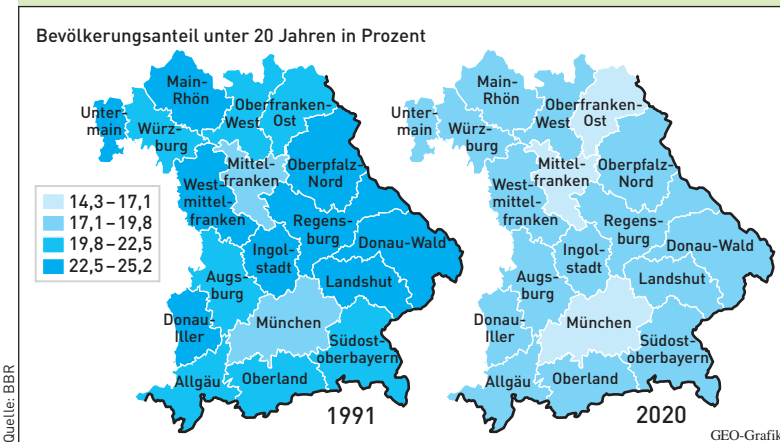 Bevölkerungsanteil unter 20 Jahren in Prozent
Main-
Rhön
Unter-
main
Würz-
burg
Oberfranken-
West
Ost
Mittel-
franken
Oberpfalz-
Nord
West-
mittel-
franken
Regens-
burg
Donau-Wald
Ingol-
stadt
Augs-
burg
Landshut
Donau-
Iller
München
Südost-
oberbayern
Allgäu
Oberland
1991
14,3–17,1
17,1–19,8
19,8–22,5
22,5–25,2
Main-
Rhön
Unter-
main
Würz-
burg
Oberfranken-
West
Ost
Mittel-
franken
Oberpfalz-
Nord
West-
mittel-
franken
Regens-
burg
Donau-Wald
Ingol-
stadt
Augs-
burg
Landshut
Donau-
Iller
München
Südost-
oberbayern
Allgäu
Oberland
2020
Quelle: BBR
GEO-Grafik